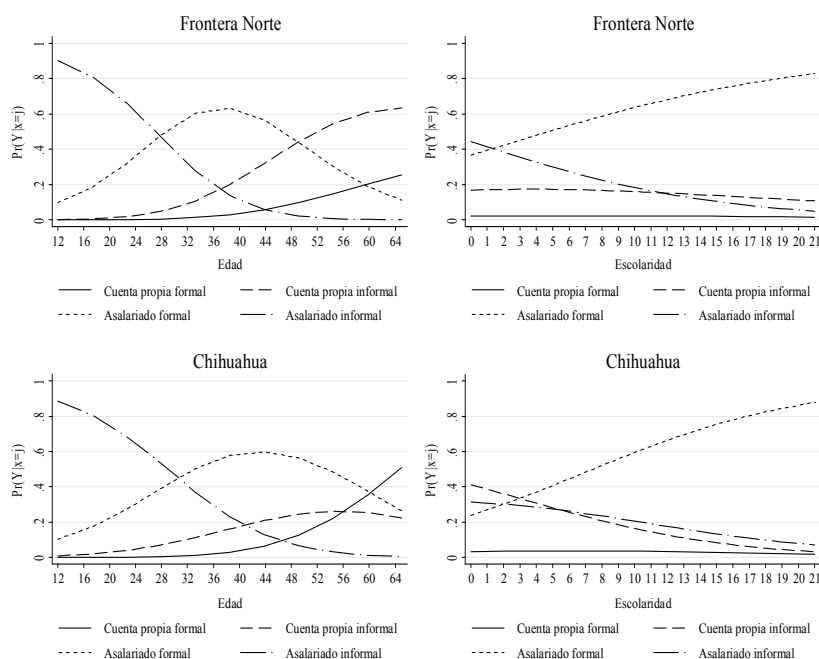 Frontera Norte
Pr(Y|x=j)
1
.8
.6
.4
.2
0
12 16 20 24 28 32 36 40 44 48 52 56 60 64
Edad
Cuenta propia formal Cuenta propia informal
Asalariado formal Asalariado informal
Frontera Norte
Pr(Y|x=j)
1
.8
.6
.4
.2
0
0 1 2 3 4 5 6 7 8 9 10 11 12 13 14 15 16 17 18 19 20 21
Escolaridad
Cuenta propia formal Cuenta propia informal
Asalariado formal Asalariado informal
Chihuahua
Pr(Y|x=j)
1
.8
.6
.4
.2
0
12 16 20 24 28 32 36 40 44 48 52 56 60 64
Edad
Cuenta propia formal Cuenta propia informal
Asalariado formal Asalariado informal
Chihuahua
Pr(Y|x=j)
1
.8
.6
.4
.2
0
0 1 2 3 4 5 6 7 8 9 10 11 12 13 14 15 16 17 18 19 20 21
Escolaridad
Cuenta propia formal Cuenta propia informal
Asalariado formal Asalariado informal